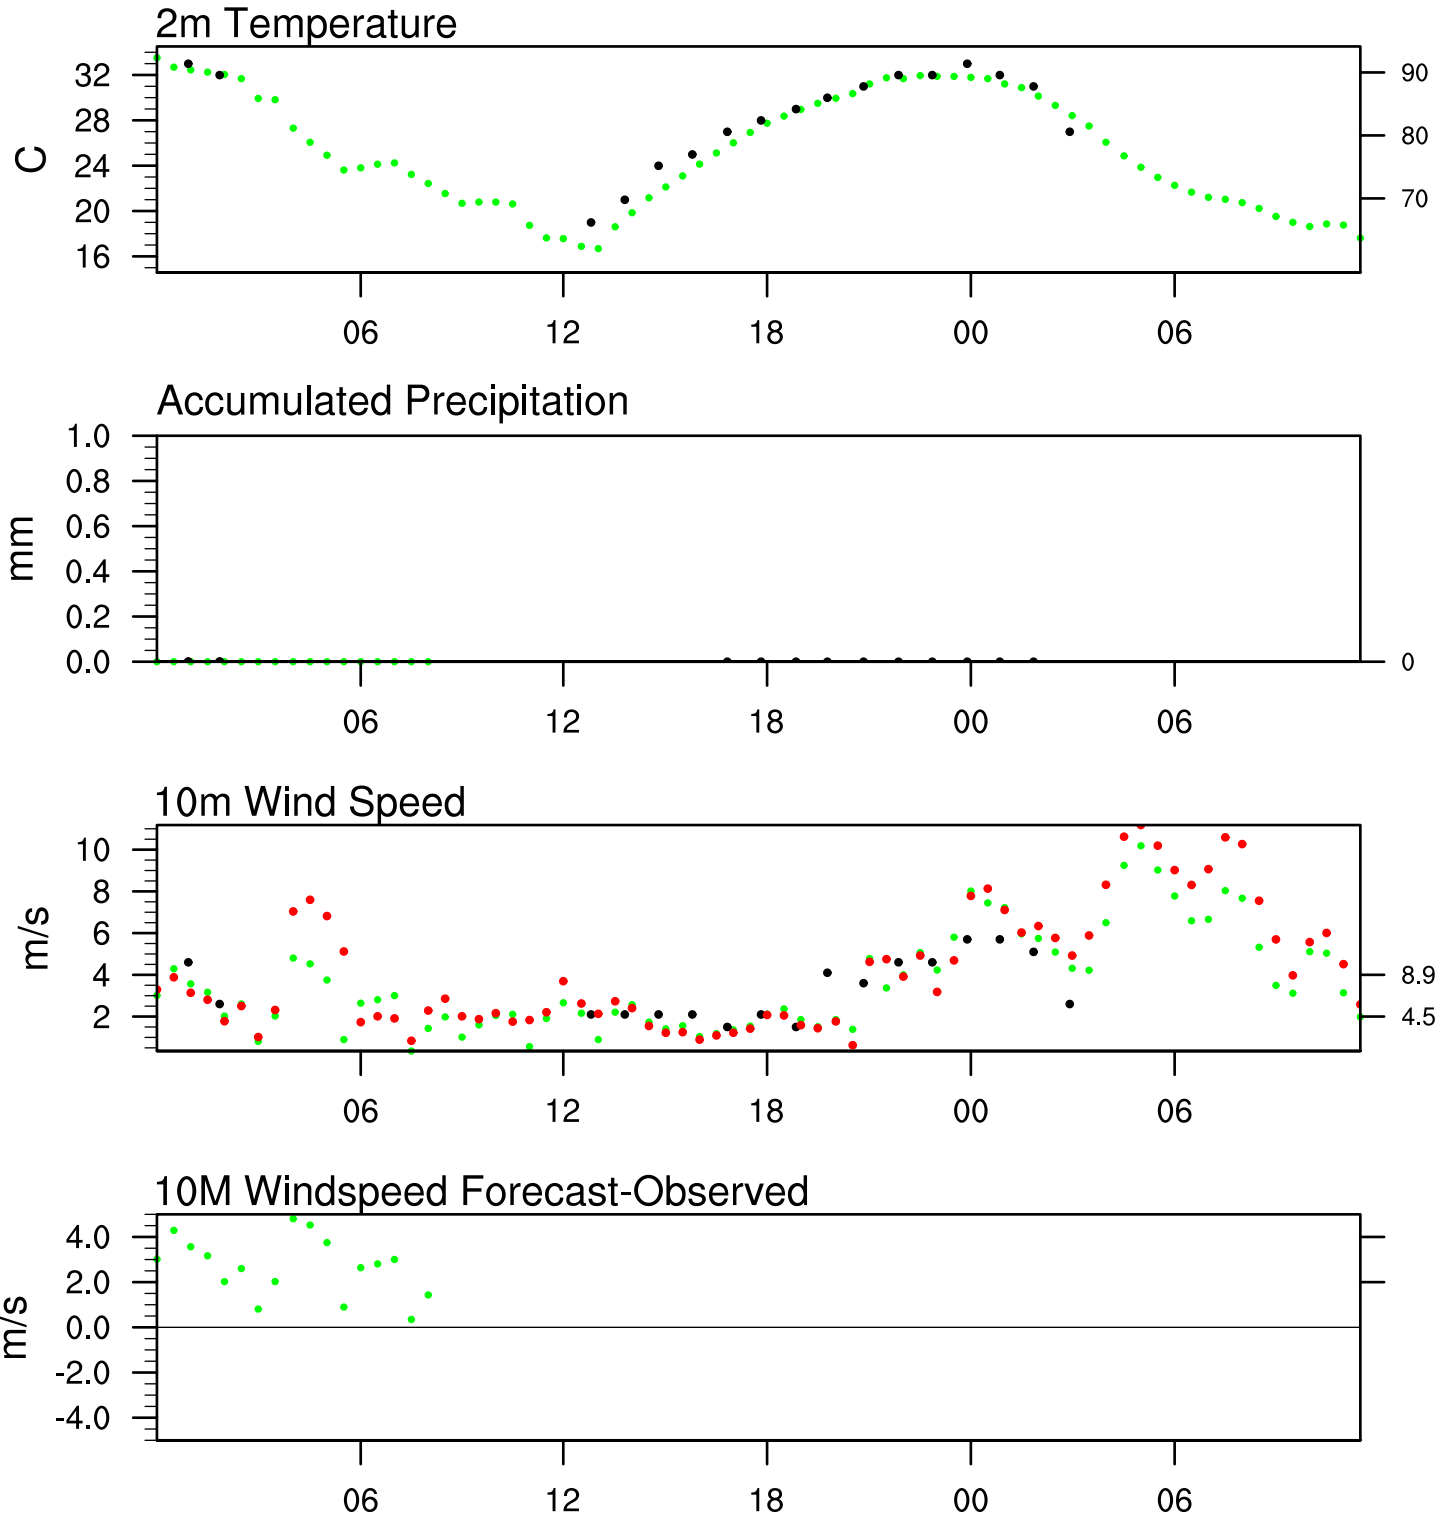 2m Temperature
32
28
24
20
16
C
90
80
70
06 12 18 00 06
Accumulated Precipitation
1.0
0.8
0.6
0.4
0.2
0.0
mm
0
06 12 18 00 06
10m Wind Speed
10
8
6
4
2
m/s
8.9
4.5
06 12 18 00 06
10M Windspeed Forecast-Observed
4.0
2.0
0.0
-2.0
-4.0
m/s
06 12 18 00 06